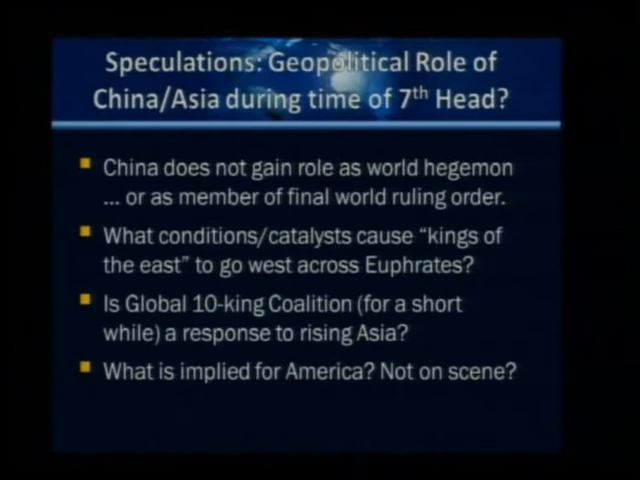 Speculations: Geopolitical Role of
China/Asia during time of 7th Head?
China does not gain role as world hegemon
... or as member of final world ruling order.
What conditions/catalysts cause “kings of
the east” to go west across Euphrates?
Is Global 10-king Coalition (for a short
while) a response to rising Asia?
What is implied for America? Not on scene?